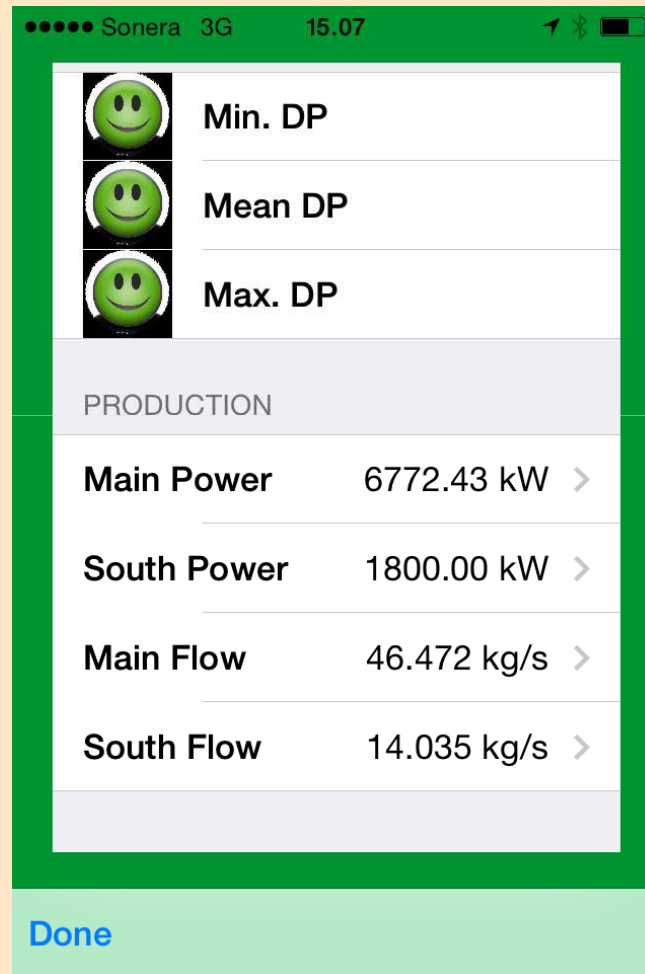 Sonera 3G 15.07
Min. DP
Mean DP
Max. DP
PRODUCTION
Main Power 6772.43 kW
South Power 1800.00 kW
Main Flow 46.472 kg/s
South Flow 14.035 kg/s
Done